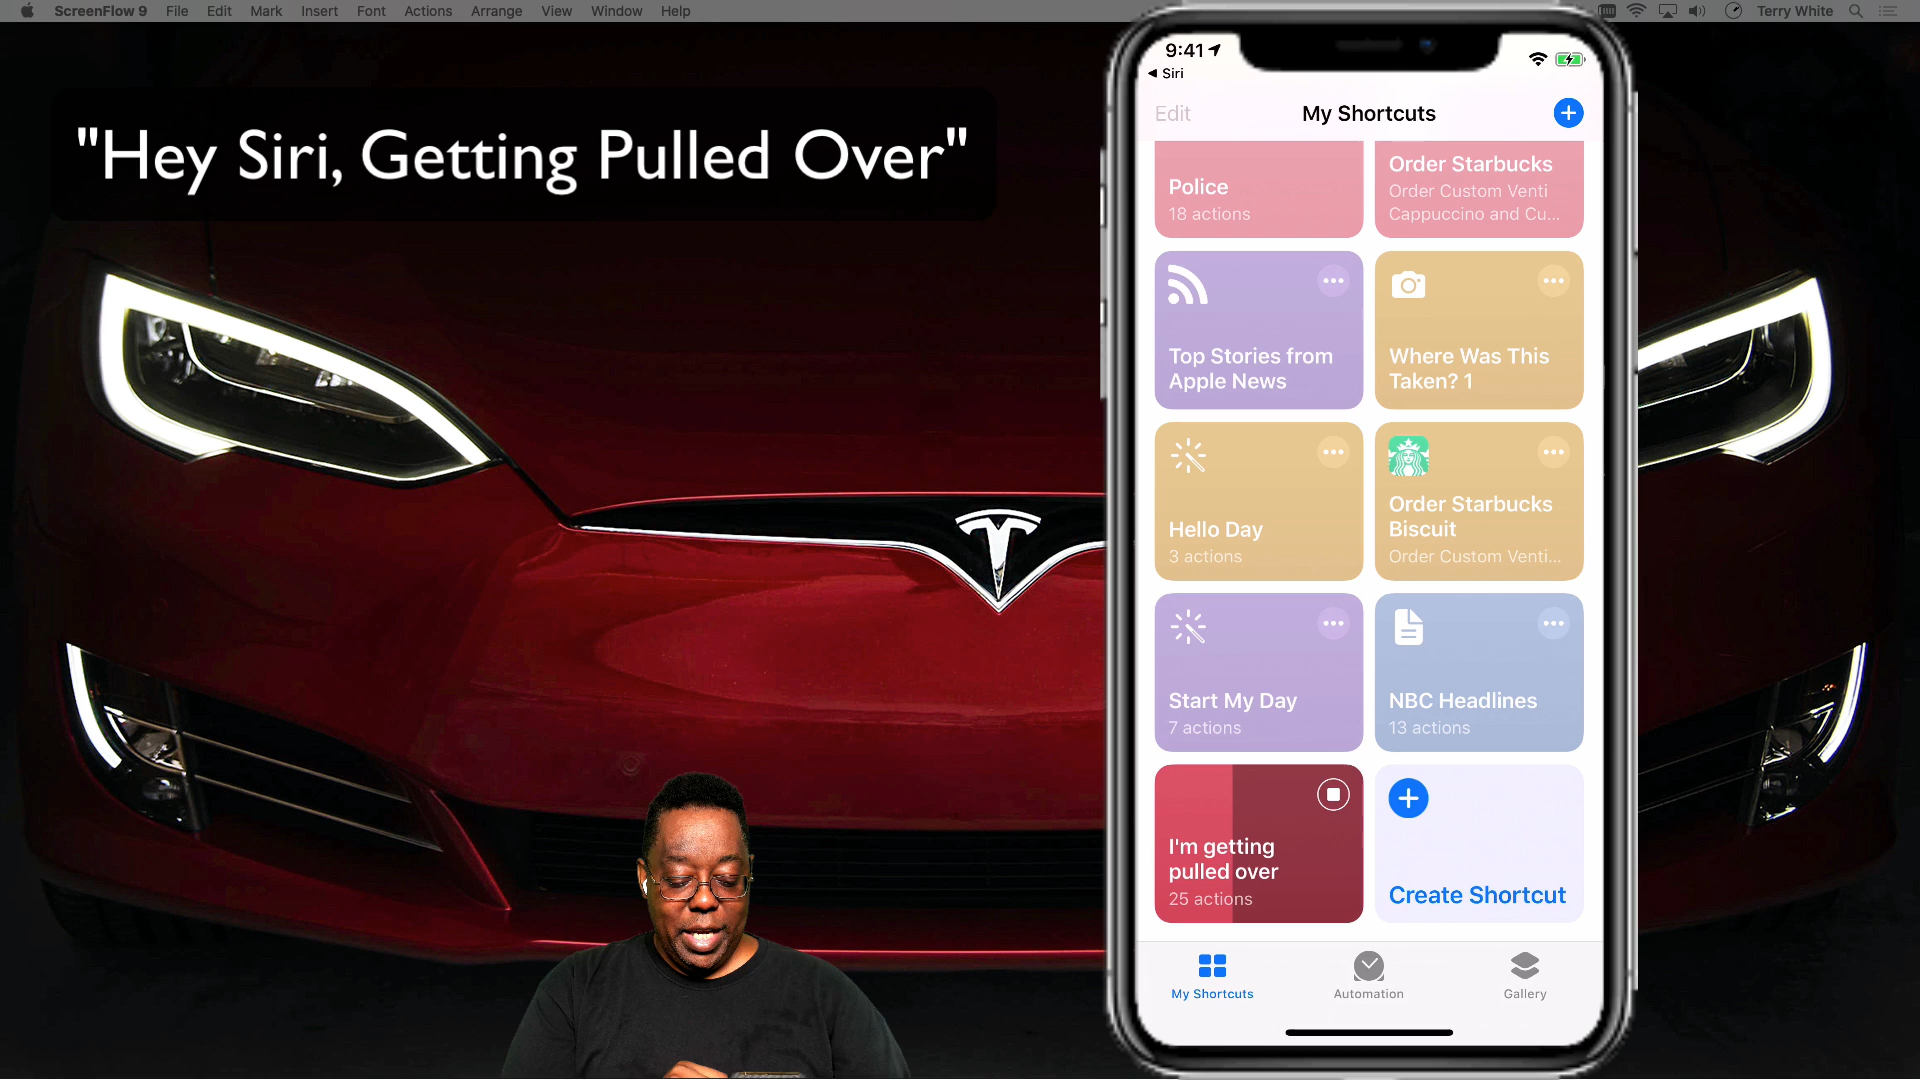 ScreenFlow 9 File Edit Mark Insert Font Actions Arrange View Window Help
Terry White
"Hey Siri, Getting Pulled Over"
9:41
Siri
Edit
My Shortcuts
Police
18 actions
Order Starbucks
Order Custom Venti
Cappuccino and Cu...
Top Stories from
Apple News
Where Was This
Taken? 1
Hello Day
3 actions
Order Starbucks
Biscuit
Order Custom Venti...
Start My Day
7 actions
NBC Headlines
13 actions
I'm getting
pulled over
25 actions
Create Shortcut
My Shortcuts
Automation
Gallery